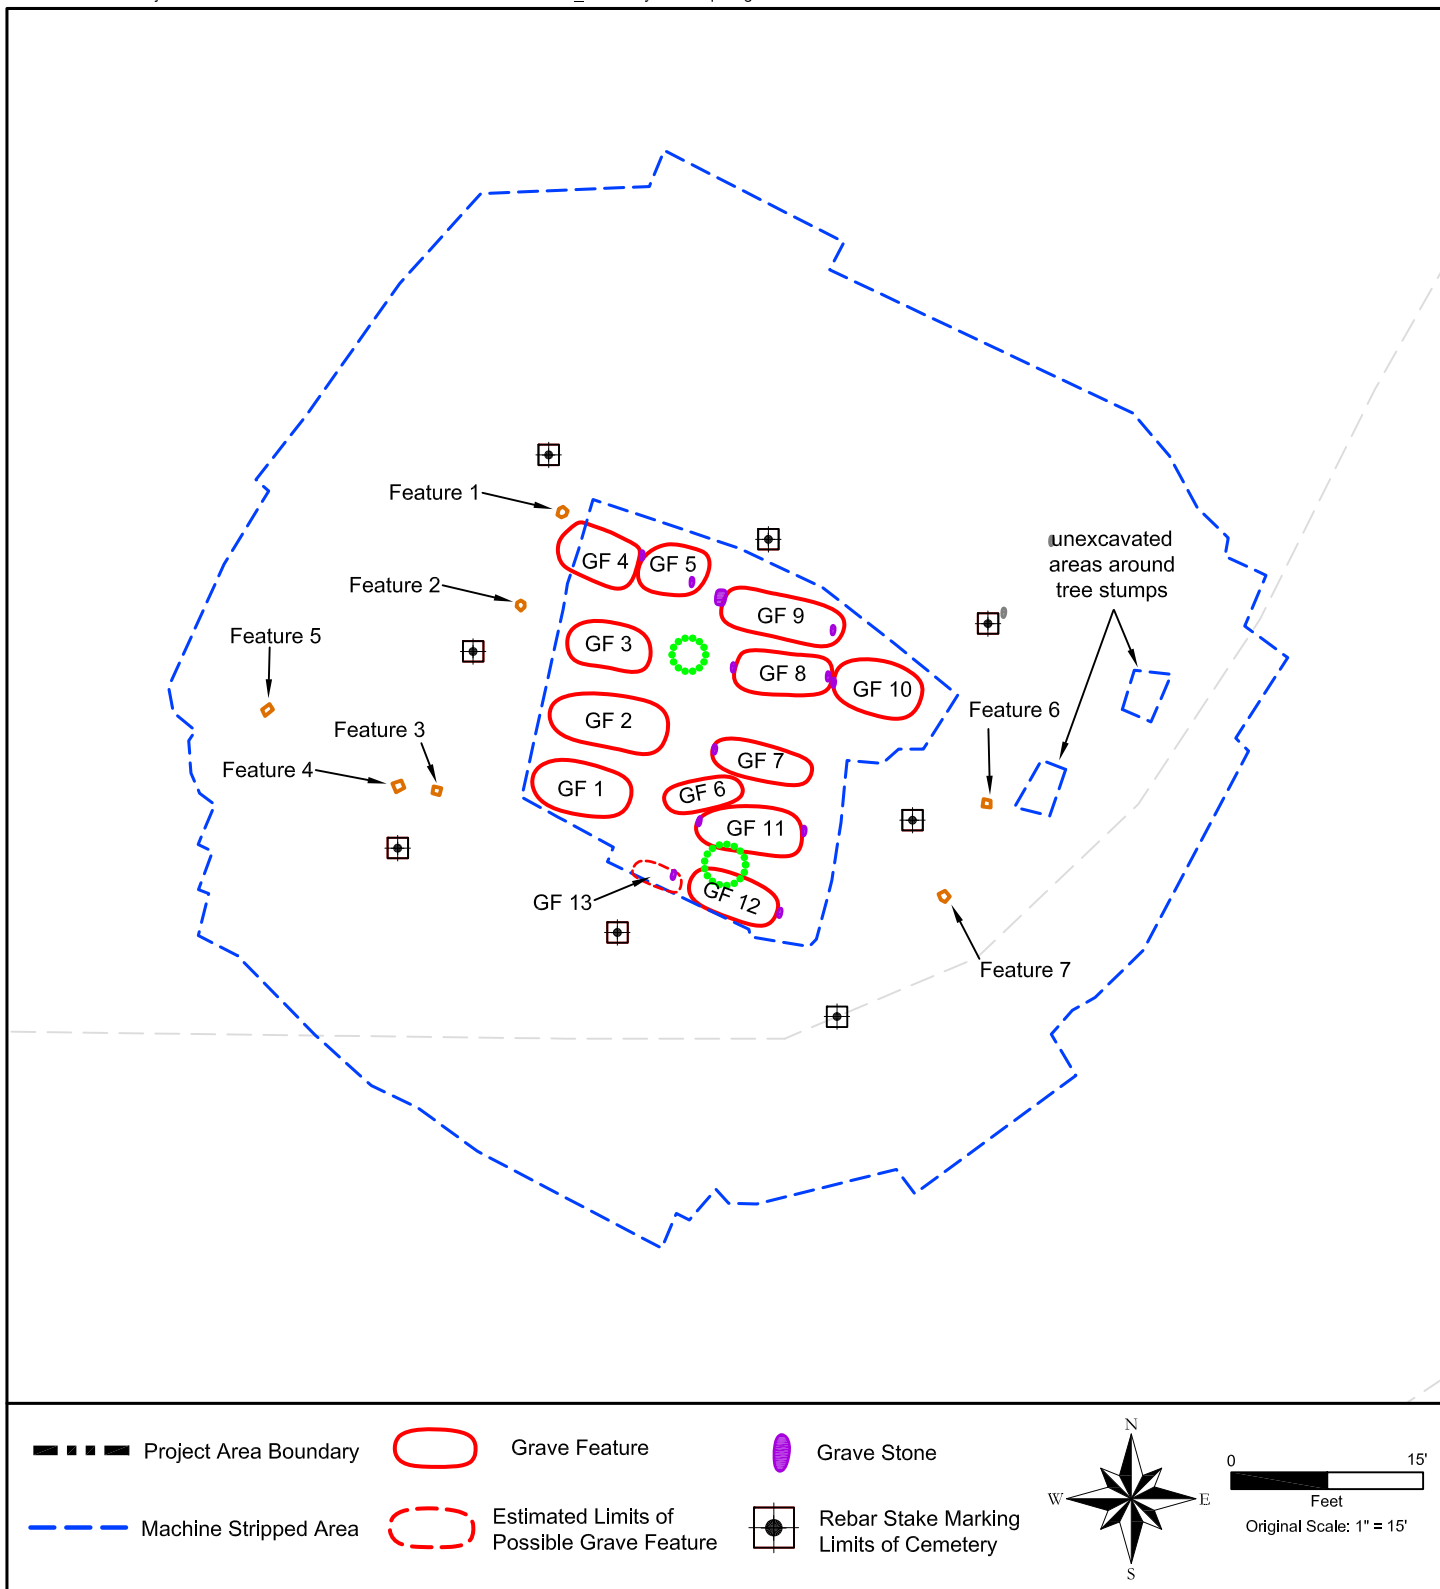 Feature 1
GF 4
GF 5
unexcavated
areas around
tree stumps
Feature 2
GF 9
Feature 5
GF 3
GF 8
GF 10
Feature 6
GF 2
Feature 3
Feature 4
GF 7
GF 1
GF 6
GF 11
GF 12
GF 13
Feature 7
Project Area Boundary
Grave Feature
Grave Stone
Machine Stripped Area
Estimated Limits of
Possible Grave Feature
Rebar Stake Marking
Limits of Cemetery
N
W
E
S
0
15'
Feet
Original Scale: 1" = 15'